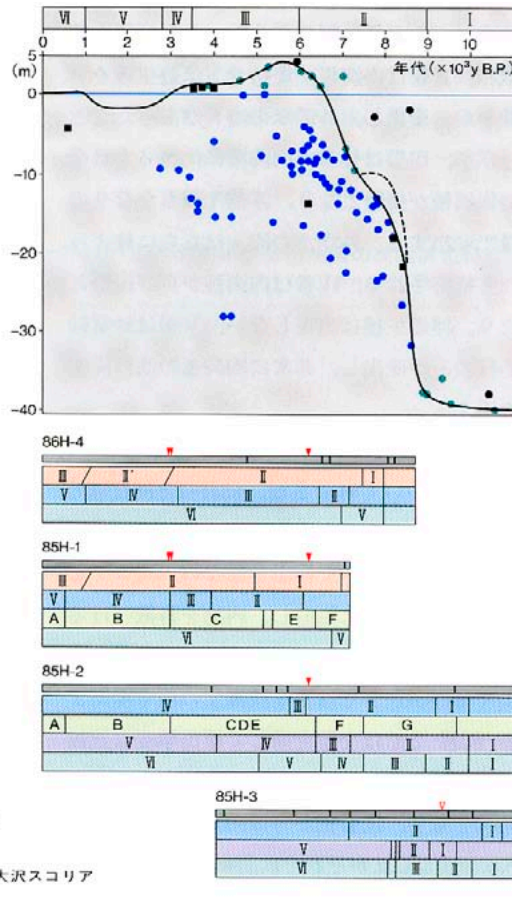 Ⅵ Ⅴ Ⅳ Ⅲ Ⅱ Ⅰ
0 1 2 3 4 5 6 7 8 9 10
年代(×10³y B.P.)
5
(m)
0
-10
-20
-30
-40
86H-4
Ⅲ Ⅱ' Ⅱ Ⅰ
Ⅴ Ⅳ Ⅲ Ⅱ
Ⅵ Ⅴ
85H-1
Ⅲ Ⅱ Ⅰ
Ⅴ Ⅳ Ⅲ Ⅱ
A B C E F
Ⅵ Ⅴ
85H-2
Ⅳ Ⅲ Ⅱ Ⅰ
A B CDE F G
Ⅴ Ⅳ Ⅲ Ⅱ Ⅰ
Ⅵ Ⅴ Ⅳ Ⅲ Ⅱ Ⅰ
85H-3
Ⅱ Ⅰ
Ⅴ Ⅱ Ⅰ
Ⅵ Ⅲ Ⅱ Ⅰ
大沢スコリア